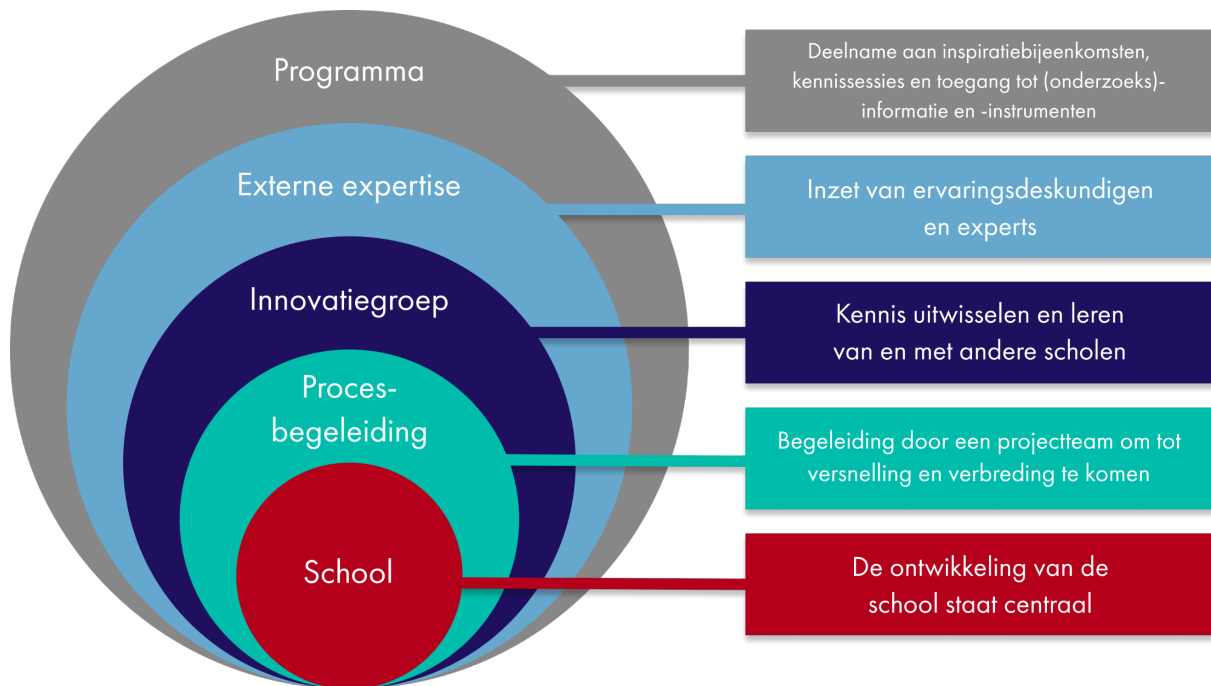 Programma
Deelname aan inspiratiebijeenkomsten,
kennissessies en toegang tot (onderzoeks)-
informatie en -instrumenten
Externe expertise
Inzet van ervaringsdeskundigen
en experts
Innovatiegroep
Kennis uitwisselen en leren
van en met andere scholen
Proces-
begeleiding
Begeleiding door een projectteam om tot
versnelling en verbreding te komen
School
De ontwikkeling van de
school staat centraal